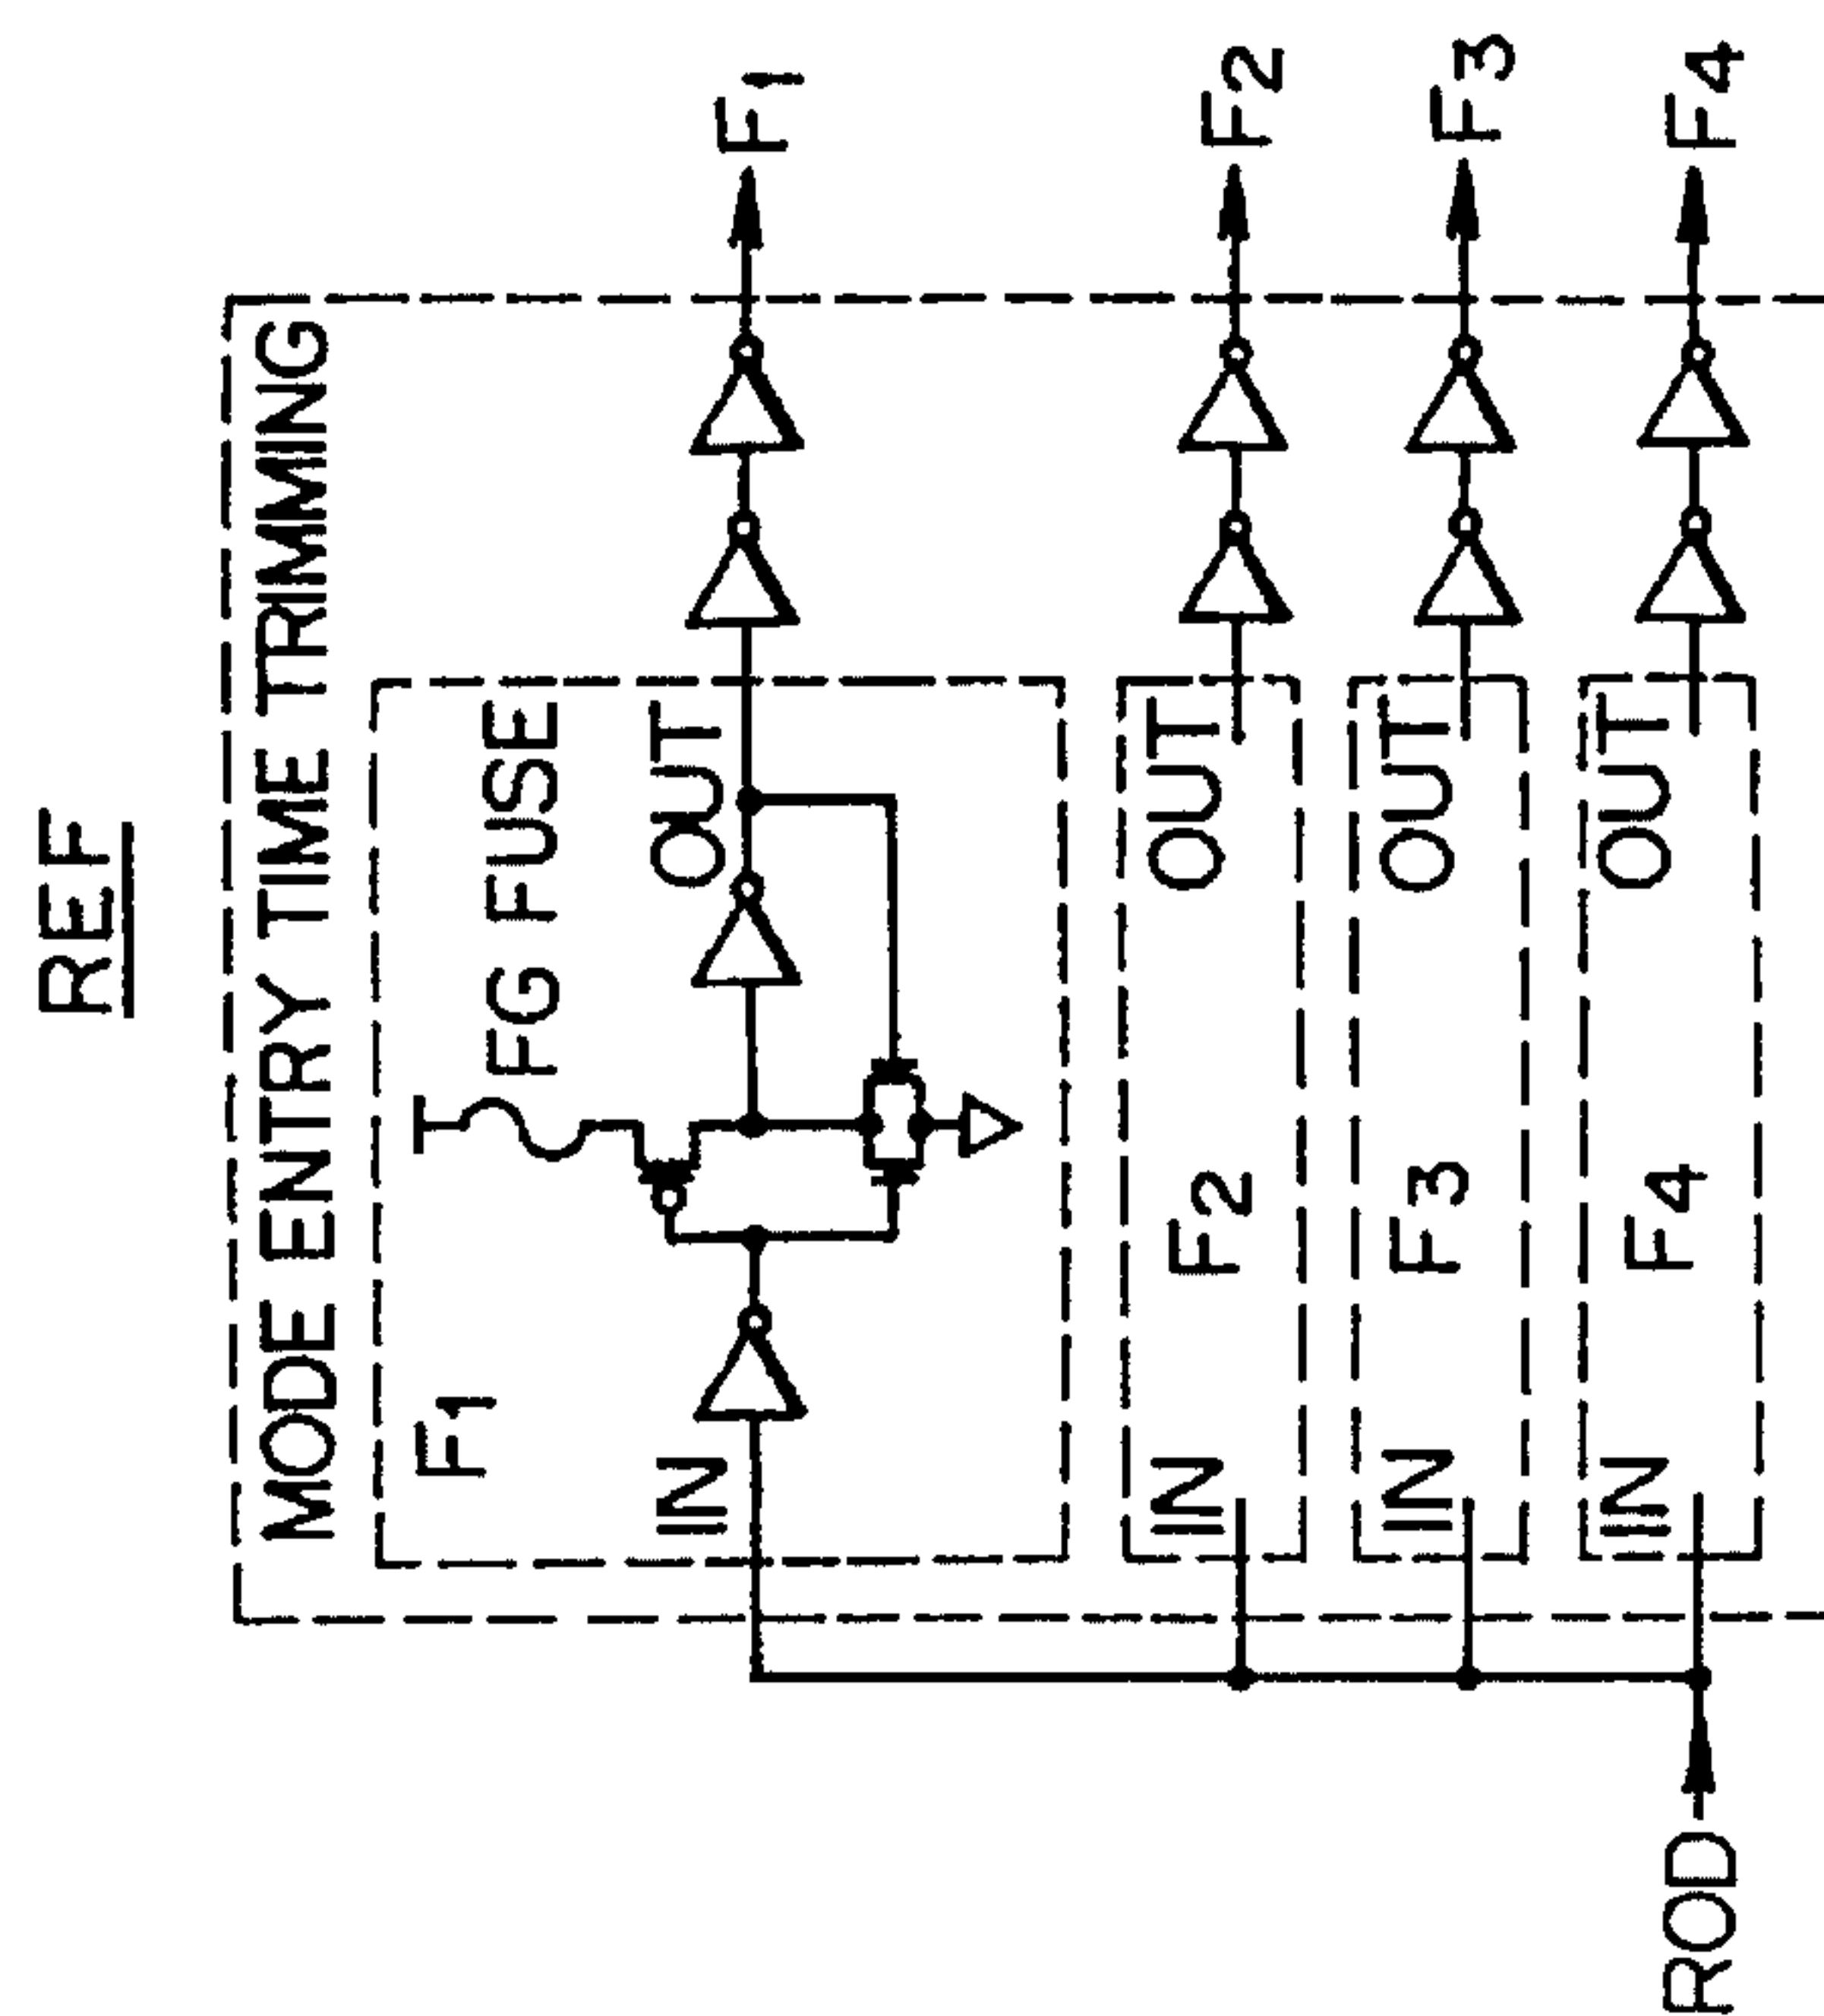 REF
MODE ENTRY TIME TRIMMING
F1
FG FUSE
IN
OUT
F1
IN
F2
OUT
F2
IN
F3
OUT
F3
IN
F4
OUT
F4
ROD